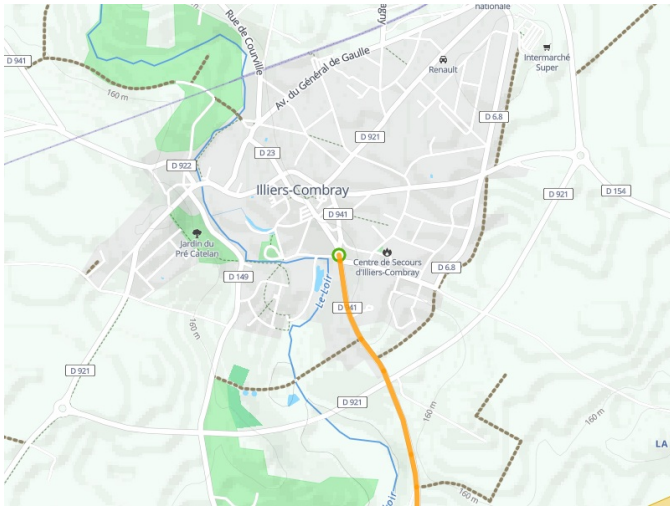 nationale
Rue de Courville
Intermarché
Super
D 941
Renault
160 m
Av. du Général de Gaulle
D 6.8
D 921
D 23
D 922
Illiers-Combray
D 154
D 921
D 941
Jardin du
Pré Catelan
Centre de Secours
d'Illiers-Combray
D 6.8
D 149
Le Loir
D 941
160 m
D 921
D 921
160 m
160 m
LA
160 m